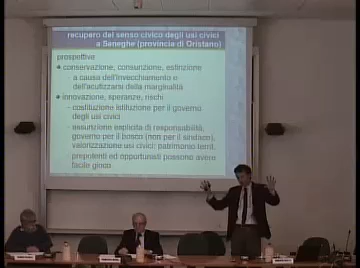 recupero del senso civico degli usi civici
a Seneghe (provincia di Oristano)
prospettive
conservazione, consunzione, estinzione
a causa dell'invecchiamento e
dell'acutizzarsi della marginalità
innovazione, speranze, rischi
- costituzione istituzione per il governo
degli usi civici
- assunzione esplicita di responsabilità,
governo per il bosco (non per il sindaco),
valorizzazione usi civici: patrimonio territ.
prepotenti ed opportunisti possono avere
facile gioco.